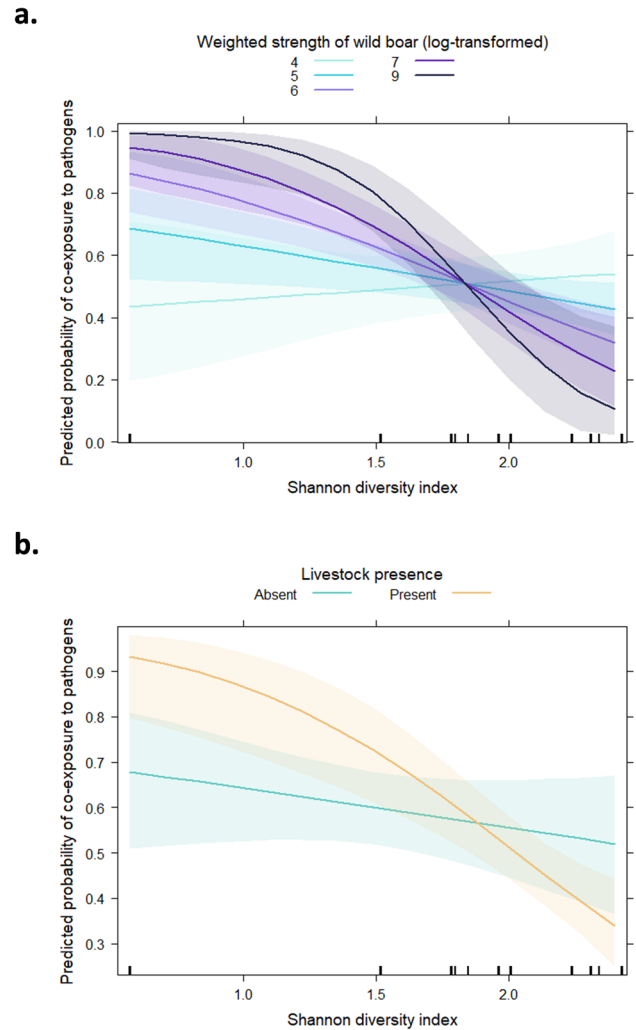 a.
Weighted strength of wild boar (log-transformed)
4 7
5 9
6
Predicted probability of co-exposure to pathogens
1.0
0.8
0.6
0.4
0.2
0.0
1.0 1.5 2.0
Shannon diversity index
b.
Livestock presence
Absent Present
Predicted probability of co-exposure to pathogens
0.9
0.8
0.7
0.6
0.5
0.4
0.3
1.0 1.5 2.0
Shannon diversity index